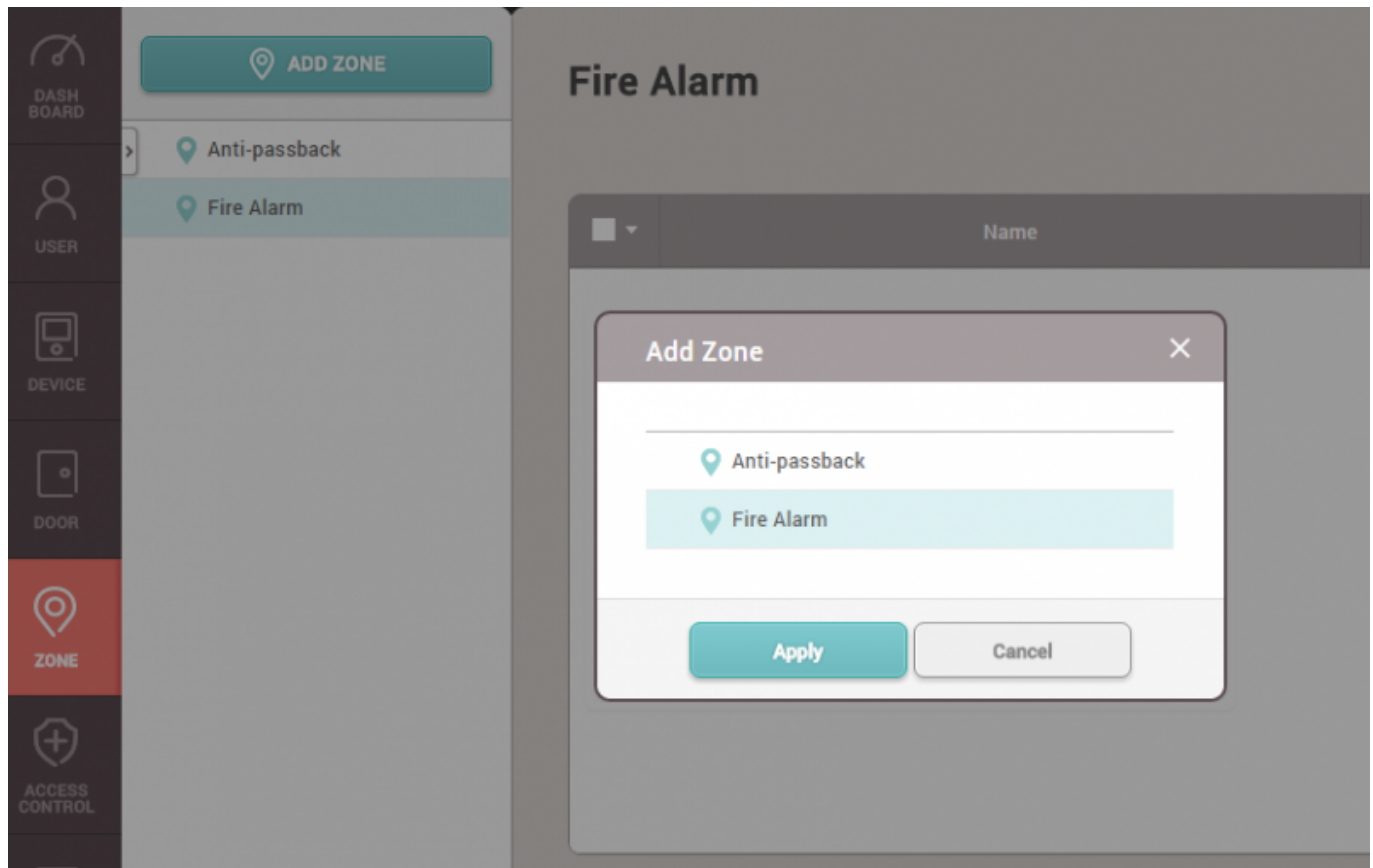 DASH
BOARD
USER
DEVICE
DOOR
ZONE
ACCESS
CONTROL
ADD ZONE
Anti-passback
Fire Alarm
Fire Alarm
Name
Add Zone
Anti-passback
Fire Alarm
Apply
Cancel